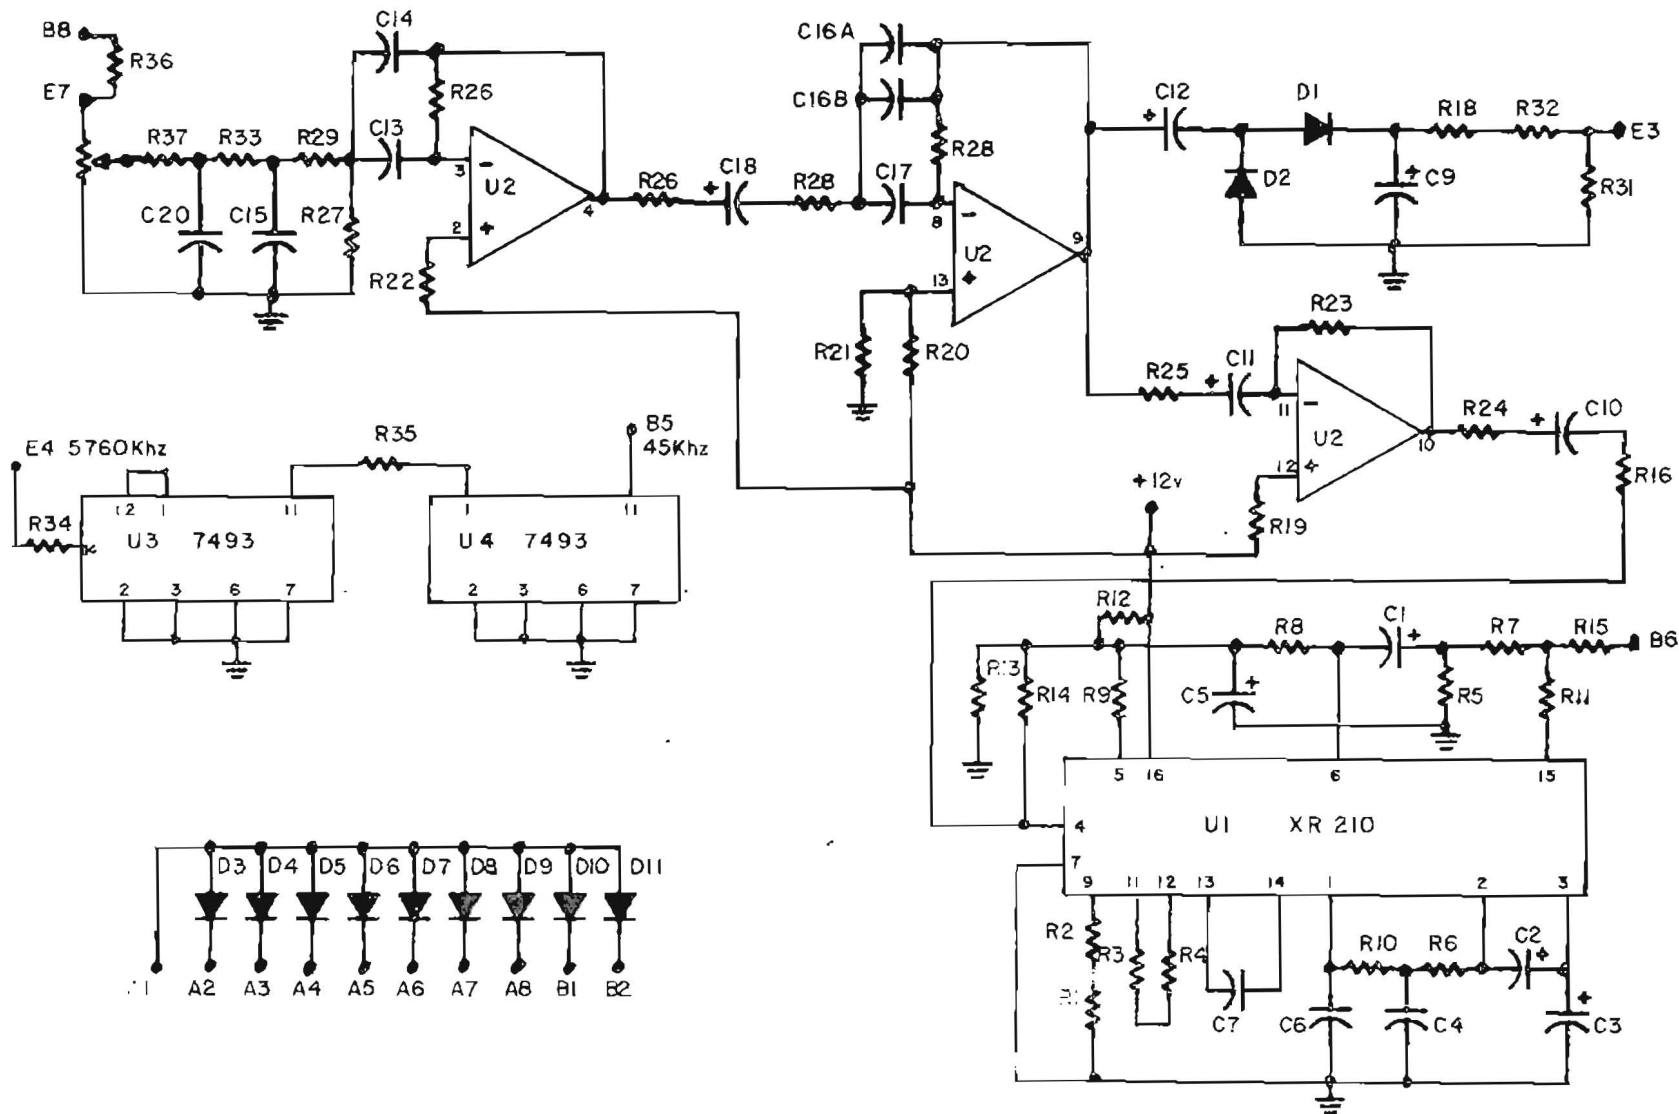 B8
R36
E7
R37
R33
R29
C14
R26
C13
C20
C15
R27
R22
3
-
U2
2
+
4
R26
+
C18
R28
C16A
C16B
R28
C17
8
-
U2
+
13
9
R21
R20
C12
+
D1
R18
R32
E3
D2
+
C9
R31
R23
R25
+
C11
11
-
U2
12
+
10
R24
+
C10
R16
R19
E4 5760Khz
R34
12
1
11
U3 7493
2
3
6
7
R35
B5
45Khz
1
11
U4 7493
2
3
6
7
+12v
R12
R13
R14
R9
C5
+
R8
C1
+
R5
R7
R15
B6
R11
5
16
6
15
4
U1 XR 210
7
9
11
12
13
14
1
2
3
R2
R3
R4
C7
R10
R6
C2
+
C6
C4
+
C3
D3
D4
D5
D6
D7
D8
D9
D10
D11
A2
A3
A4
A5
A6
A7
A8
B1
B2